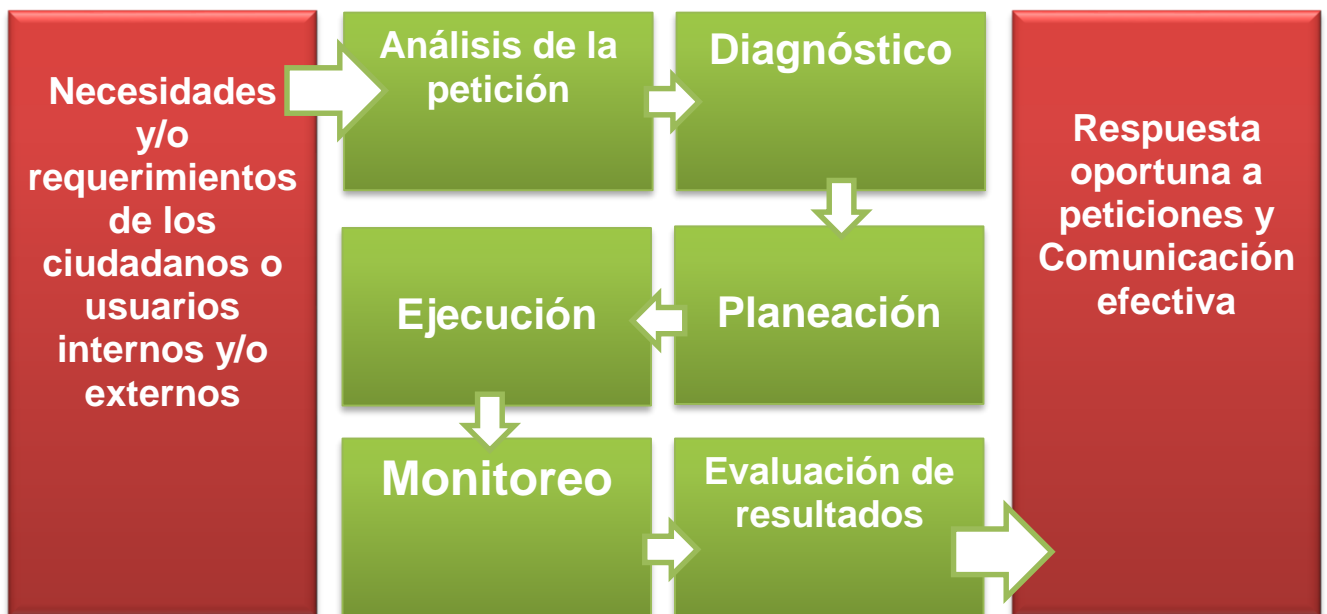 Necesidades
y/o
requerimientos
de los
ciudadanos o
usuarios
internos y/o
externos
Análisis de la
petición
Diagnóstico
Planeación
Ejecución
Monitoreo
Evaluación de
resultados
Respuesta
oportuna a
peticiones y
Comunicación
efectiva